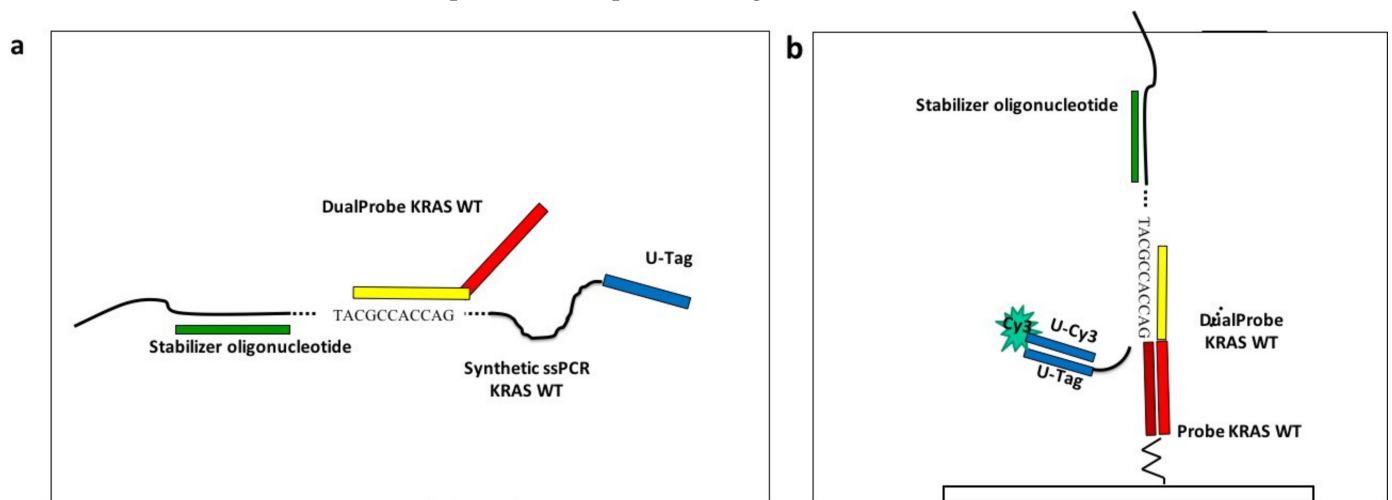 a
DualProbe KRAS WT
U-Tag
TACGCCACCAG
Stabilizer oligonucleotide
Synthetic ssPCR
KRAS WT
b
Stabilizer oligonucleotide
TACGCCACCAG
Cy3
U-Cy3
U-Tag
DualProbe
KRAS WT
Probe KRAS WT